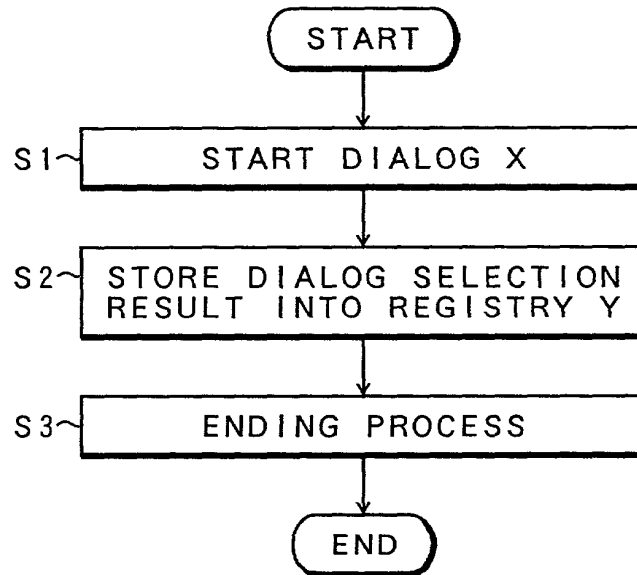 START
S1~ START DIALOG X
S2~ STORE DIALOG SELECTION
RESULT INTO REGISTRY Y
S3~ ENDING PROCESS
END